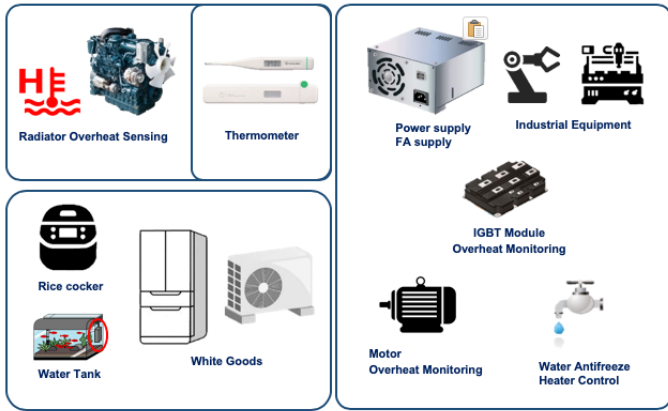 H
Radiator Overheat Sensing
Thermometer
Power supply
FA supply
Industrial Equipment
IGBT Module
Overheat Monitoring
Rice cocker
Water Tank
White Goods
Motor
Overheat Monitoring
Water Antifreeze
Heater Control